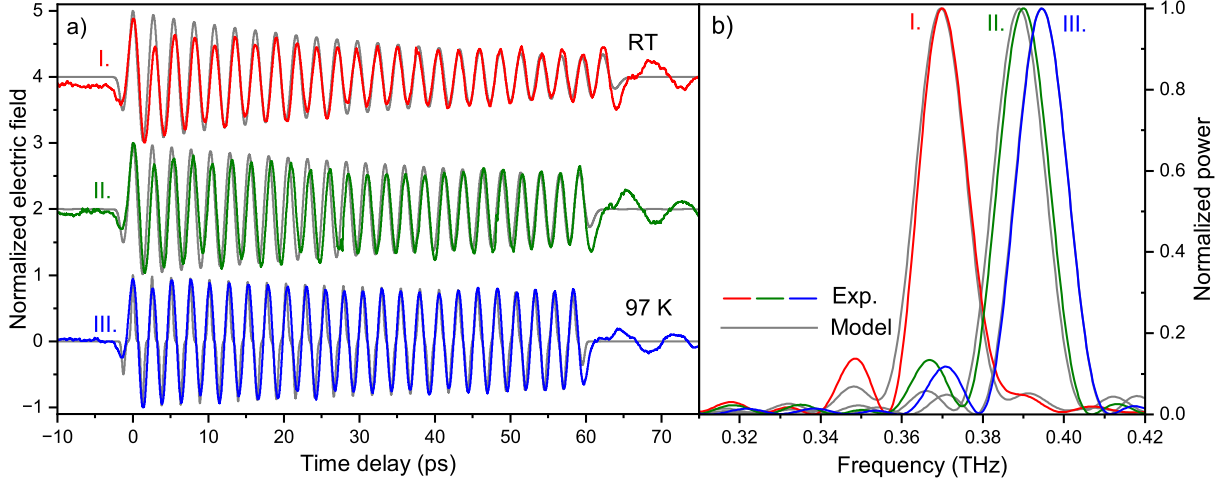 a)
I.
RT
II.
III.
97 K
5
4
3
2
1
0
−1
Normalized electric field
−10 0 10 20 30 40 50 60 70
Time delay (ps)
b)
I. II. III.
Exp.
Model
1.0
0.8
0.6
0.4
0.2
0.0
Normalized power
0.32 0.34 0.36 0.38 0.40 0.42
Frequency (THz)